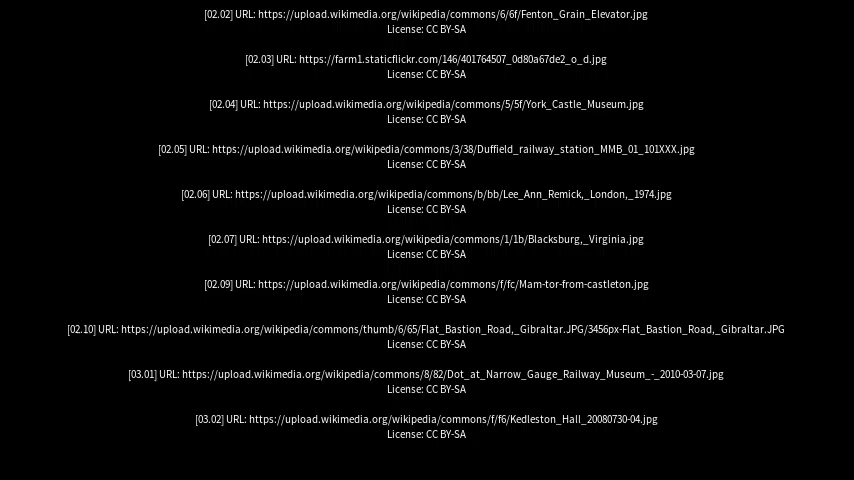 [02.02] URL: https://upload.wikimedia.org/wikipedia/commons/6/6f/Fenton_Grain_Elevator.jpg
License: CC BY-SA
[02.03] URL: https://farm1.staticflickr.com/146/401764507_0d80a67de2_o_d.jpg
License: CC BY-SA
[02.04] URL: https://upload.wikimedia.org/wikipedia/commons/5/5f/York_Castle_Museum.jpg
License: CC BY-SA
[02.05] URL: https://upload.wikimedia.org/wikipedia/commons/3/38/Duffield_railway_station_MMB_01_101XXX.jpg
License: CC BY-SA
[02.06] URL: https://upload.wikimedia.org/wikipedia/commons/b/bb/Lee_Ann_Remick,_London,_1974.jpg
License: CC BY-SA
[02.07] URL: https://upload.wikimedia.org/wikipedia/commons/1/1b/Blacksburg,_Virginia.jpg
License: CC BY-SA
[02.09] URL: https://upload.wikimedia.org/wikipedia/commons/f/fc/Mam-tor-from-castleton.jpg
License: CC BY-SA
[02.10] URL: https://upload.wikimedia.org/wikipedia/commons/thumb/6/65/Flat_Bastion_Road,_Gibraltar.JPG/3456px-Flat_Bastion_Road,_Gibraltar.JPG
License: CC BY-SA
[03.01] URL: https://upload.wikimedia.org/wikipedia/commons/8/82/Dot_at_Narrow_Gauge_Railway_Museum_-_2010-03-07.jpg
License: CC BY-SA
[03.02] URL: https://upload.wikimedia.org/wikipedia/commons/f/f6/Kedleston_Hall_20080730-04.jpg
License: CC BY-SA